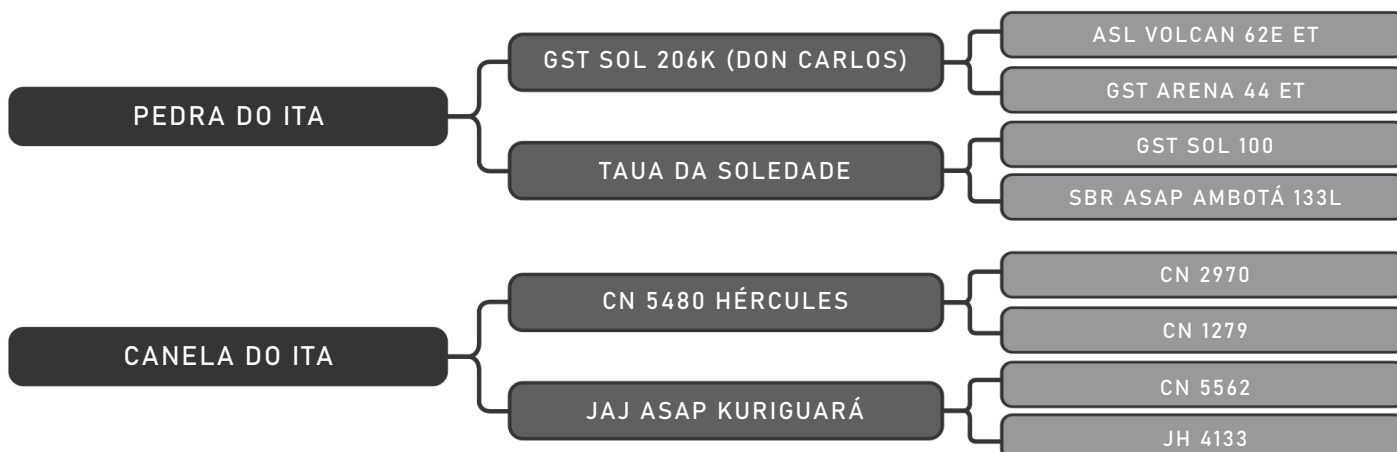 PEDRA DO ITA
GST SOL 206K (DON CARLOS)
ASL VOLCAN 62E ET
GST ARENA 44 ET
TAUA DA SOLEDADE
GST SOL 100
SBR ASAP AMBOTÁ 133L
CANELA DO ITA
CN 5480 HÉRCULES
CN 2970
CN 1279
JAJ ASAP KURIGUARÁ
CN 5562
JH 4133